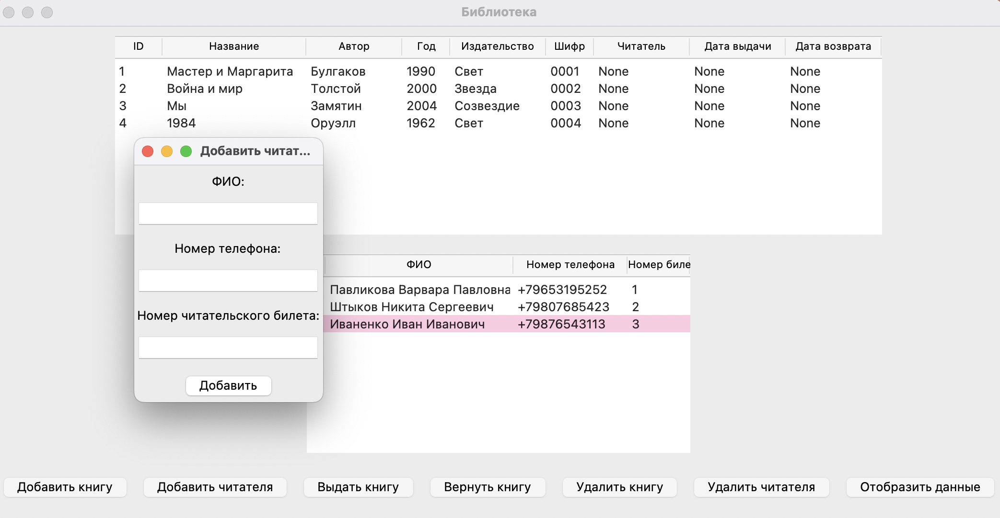 Библиотека
ID Название Автор Год Издательство Шифр Читатель Дата выдачи Дата возврата
1 Мастер и Маргарита Булгаков 1990 Свет 0001 None None None
2 Война и мир Толстой 2000 Звезда 0002 None None None
3 Мы Замятин 2004 Созвездие 0003 None None None
4 1984 Оруэлл 1962 Свет 0004 None None None
Добавить читат...
ФИО:
Номер телефона:
Номер читательского билета:
Добавить
ФИО Номер телефона Номер биле
Павликова Варвара Павловна +79653195252 1
Штыков Никита Сергеевич +79807685423 2
Иваненко Иван Иванович +79876543113 3
Добавить книгу Добавить читателя Выдать книгу Вернуть книгу Удалить книгу Удалить читателя Отобразить данные